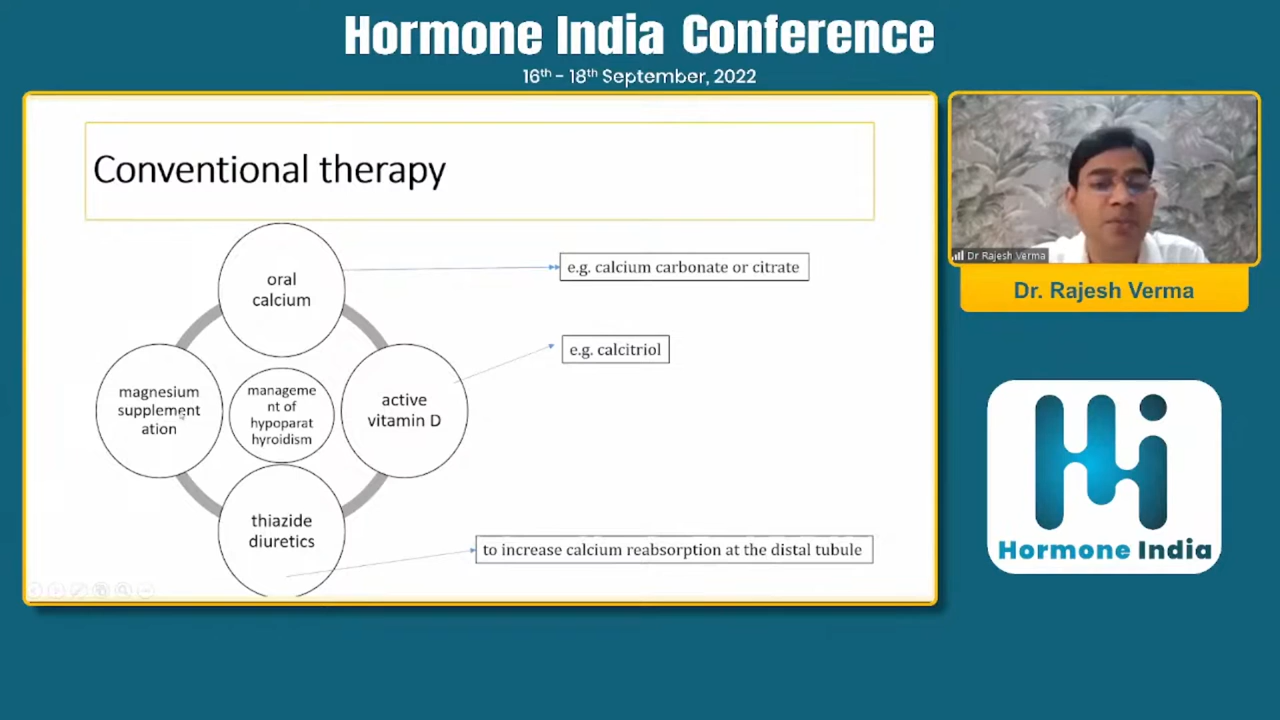 Hormone India Conference
16th - 18th September, 2022
Conventional therapy
oral
calcium
e.g. calcium carbonate or citrate
e.g. calcitriol
magnesium
supplement
ation
manageme
nt of
hypoparat
hyroidism
active
vitamin D
thiazide
diuretics
to increase calcium reabsorption at the distal tubule
Dr Rajesh Verma
Dr. Rajesh Verma
Hormone India